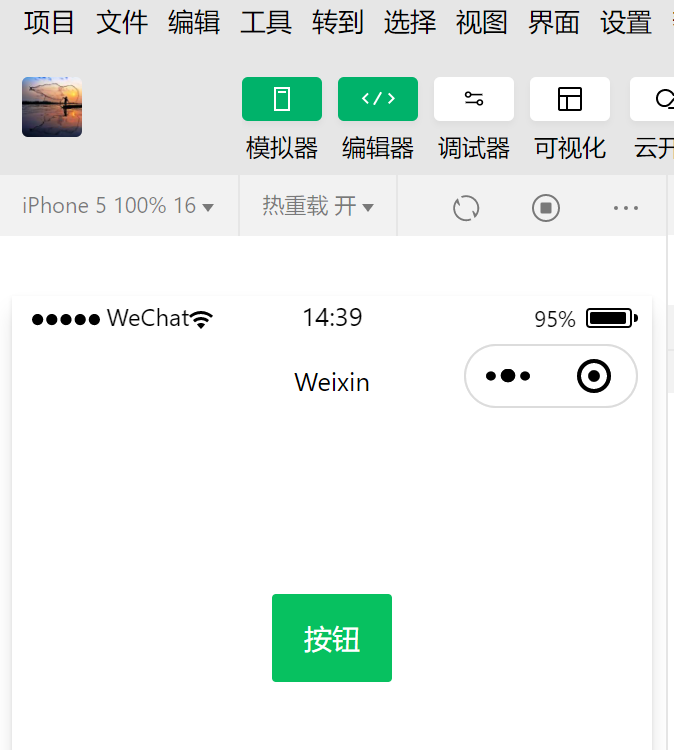 项目 文件 编辑 工具 转到 选择 视图 界面 设置
模拟器 编辑器 调试器 可视化 云开
iPhone 5 100% 16 热重载 开
WeChat 14:39 95%
Weixin
按钮